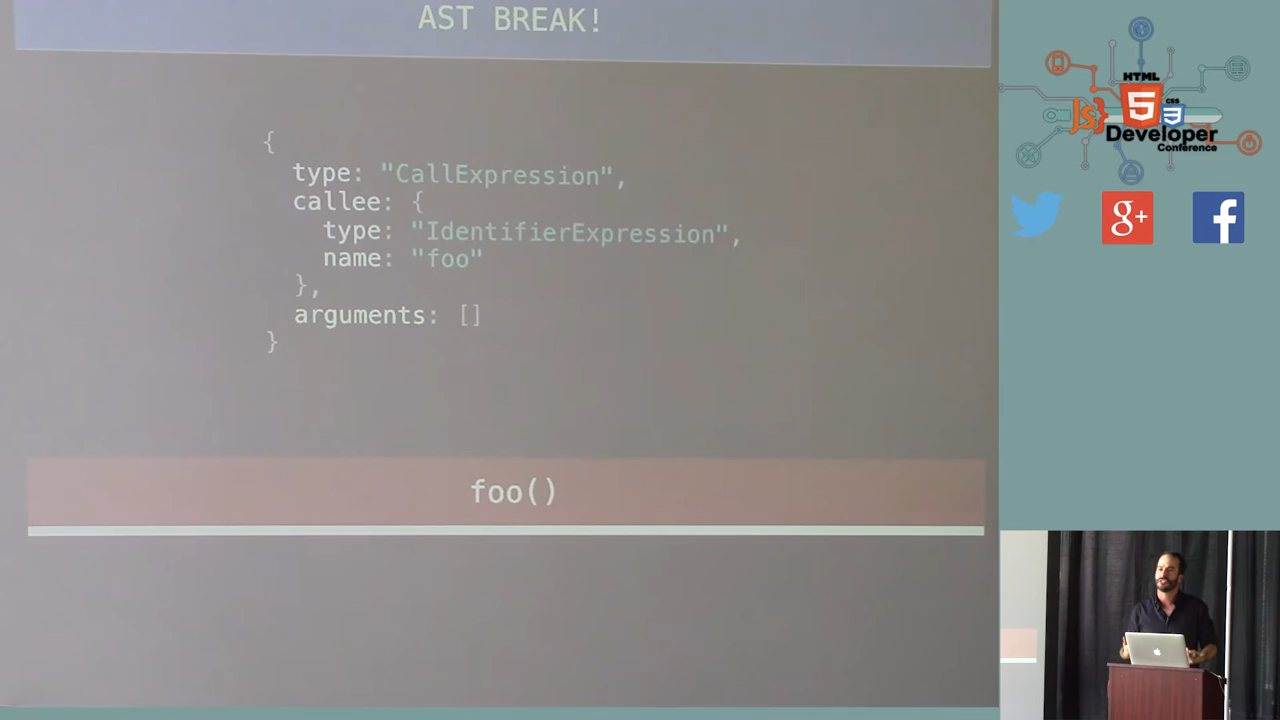 AST BREAK!
{
type: "CallExpression",
callee: {
type: "IdentifierExpression",
name: "foo"
},
arguments: []
}
foo()
HTML
5
JS}
CSS
3
Developer
Conference
g+
f